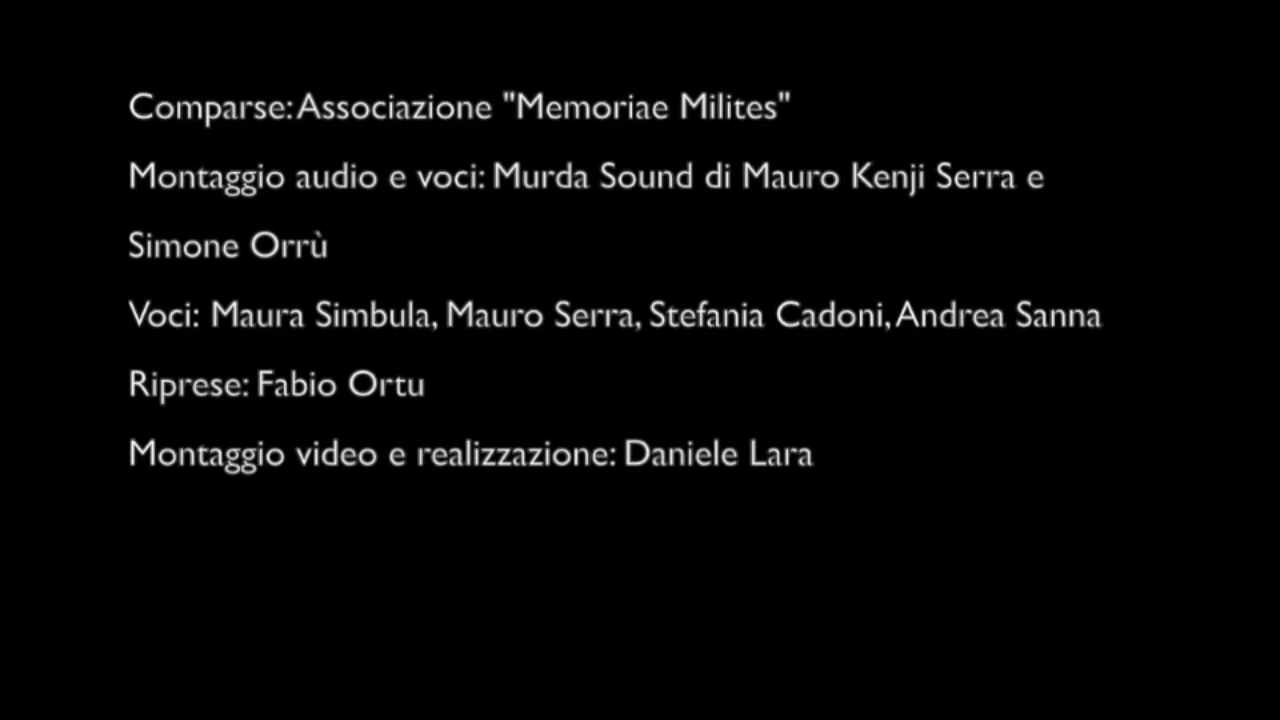 Comparse: Associazione "Memoriae Milites"
Montaggio audio e voci: Murda Sound di Mauro Kenji Serra e
Simone Orrù
Voci: Maura Simbula, Mauro Serra, Stefania Cadoni, Andrea Sanna
Riprese: Fabio Ortu
Montaggio video e realizzazione: Daniele Lara